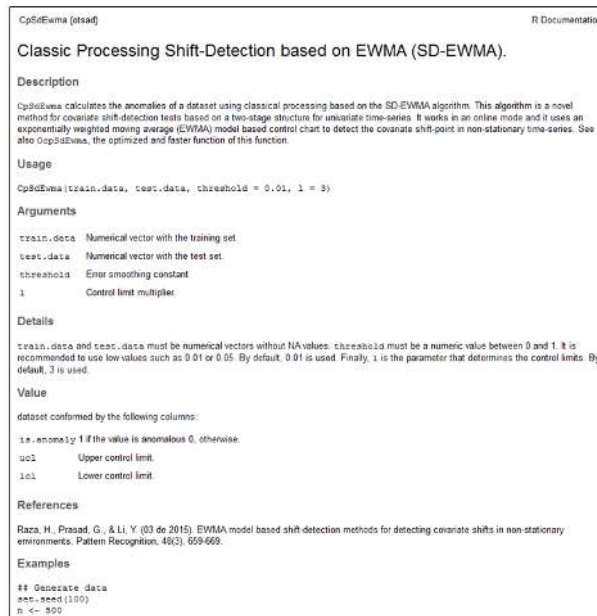 CpSdEwma {otsad}
R Documentatio
Classic Processing Shift-Detection based on EWMA (SD-EWMA).
Description
CpSdEwma calculates the anomalies of a dataset using classical processing based on the SD-EWMA algorithm. This algorithm is a novel
method for covariate shift-detection tests based on a two-stage structure for univariate time-series. It works in an online mode and it uses an
exponentially weighted moving average (EWMA) model based control chart to detect the covariate shift-point in non-stationary time-series. See
also OcpSdEwma, the optimized and faster function of this function.
Usage
CpSdEwma(train.data, test.data, threshold = 0.01, l = 3)
Arguments
train.data Numerical vector with the training set.
test.data Numerical vector with the test set.
threshold Error smoothing constant.
l Control limit multiplier.
Details
train.data and test.data must be numerical vectors without NA values. threshold must be a numeric value between 0 and 1. It is
recommended to use low values such as 0.01 or 0.05. By default, 0.01 is used. Finally, l is the parameter that determines the control limits. By
default, 3 is used.
Value
dataset conformed by the following columns:
is.anomaly 1 if the value is anomalous 0, otherwise.
ucl Upper control limit.
lcl Lower control limit.
References
Raza, H., Prasad, G., & Li, Y. (03 de 2015). EWMA model based shift-detection methods for detecting covariate shifts in non-stationary
environments. Pattern Recognition, 48(3), 659-669.
Examples
## Generate data
set.seed(100)
n <- 500